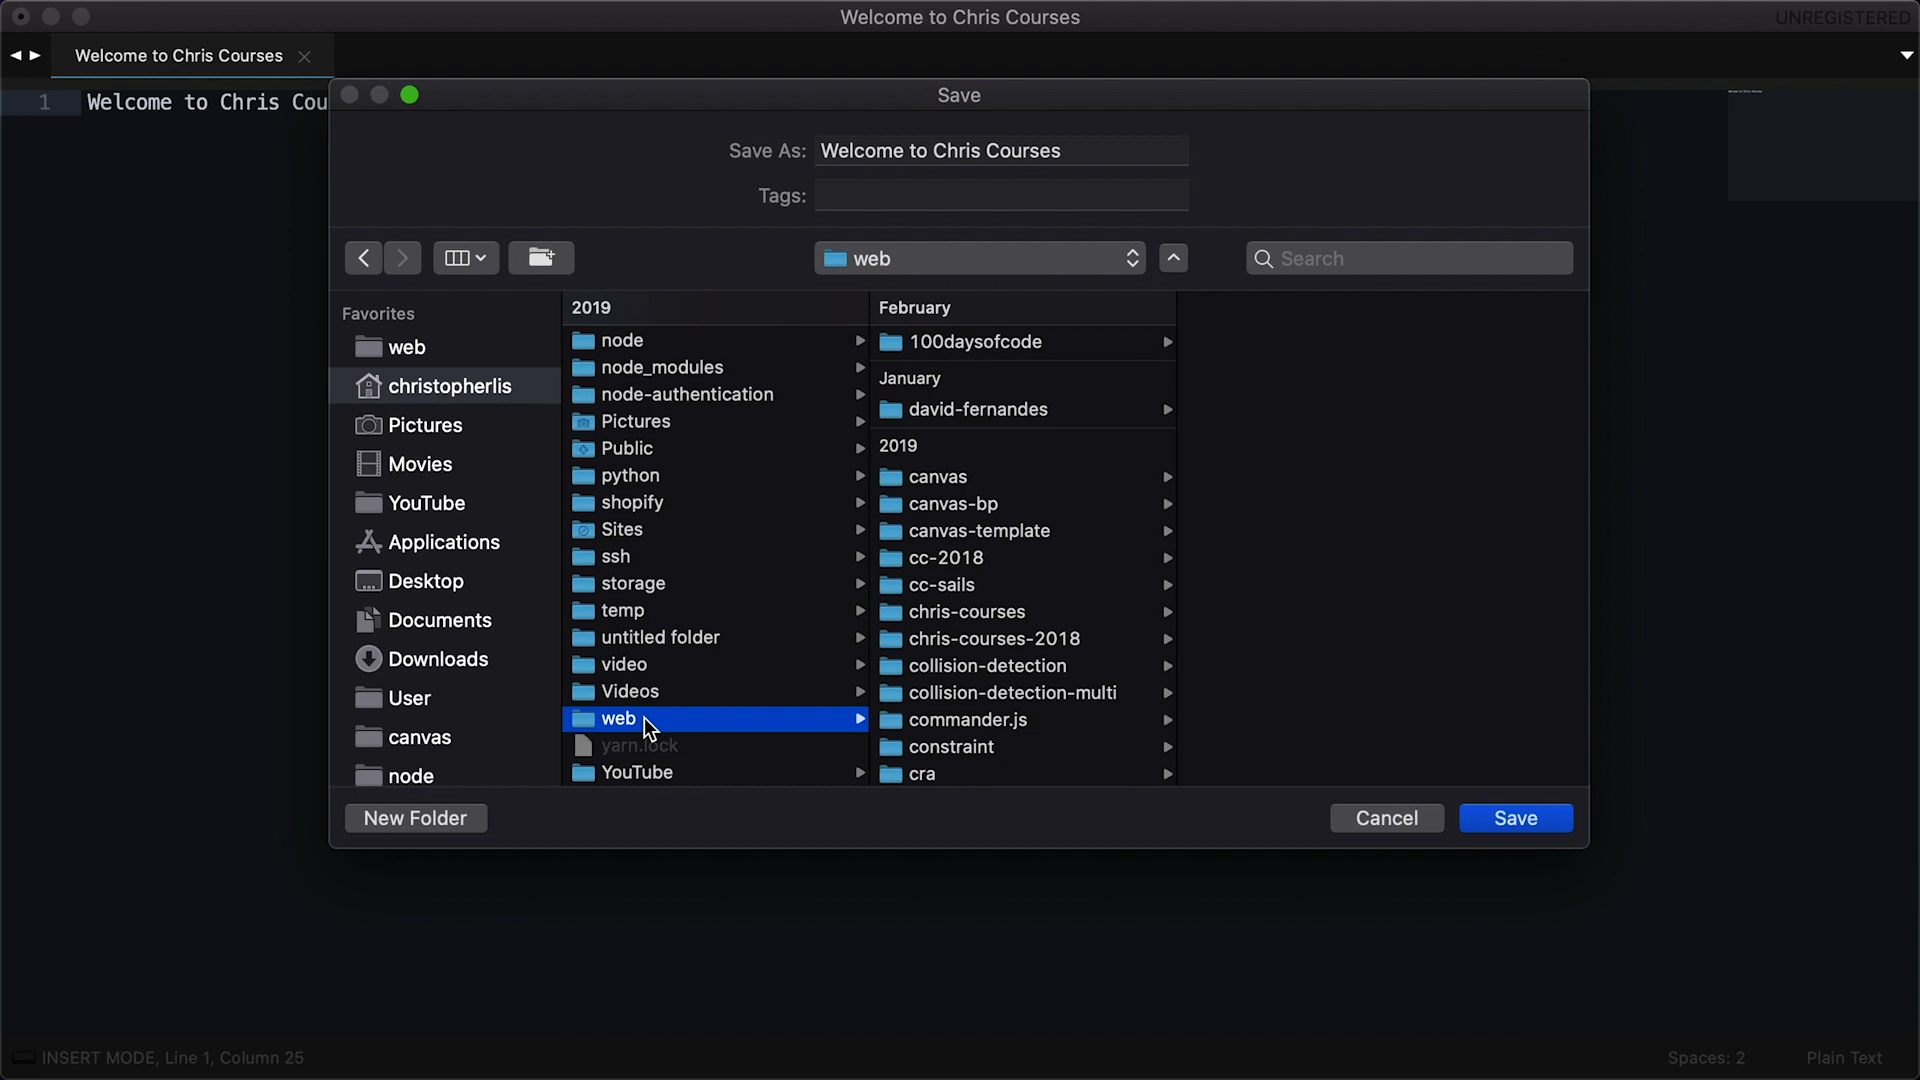 Welcome to Chris Courses
UNREGISTERED
Welcome to Chris Courses
1 Welcome to Chris Cou
Save
Save As: Welcome to Chris Courses
Tags:
web
Search
Favorites
web
christopherlis
Pictures
Movies
YouTube
Applications
Desktop
Documents
Downloads
User
canvas
node
2019
node
node_modules
node-authentication
Pictures
Public
python
shopify
Sites
ssh
storage
temp
untitled folder
video
Videos
web
yarn.lock
YouTube
February
100daysofcode
January
david-fernandes
2019
canvas
canvas-bp
canvas-template
cc-2018
cc-sails
chris-courses
chris-courses-2018
collision-detection
collision-detection-multi
commander.js
constraint
cra
New Folder
Cancel
Save
INSERT MODE, Line 1, Column 25
Spaces: 2
Plain Text